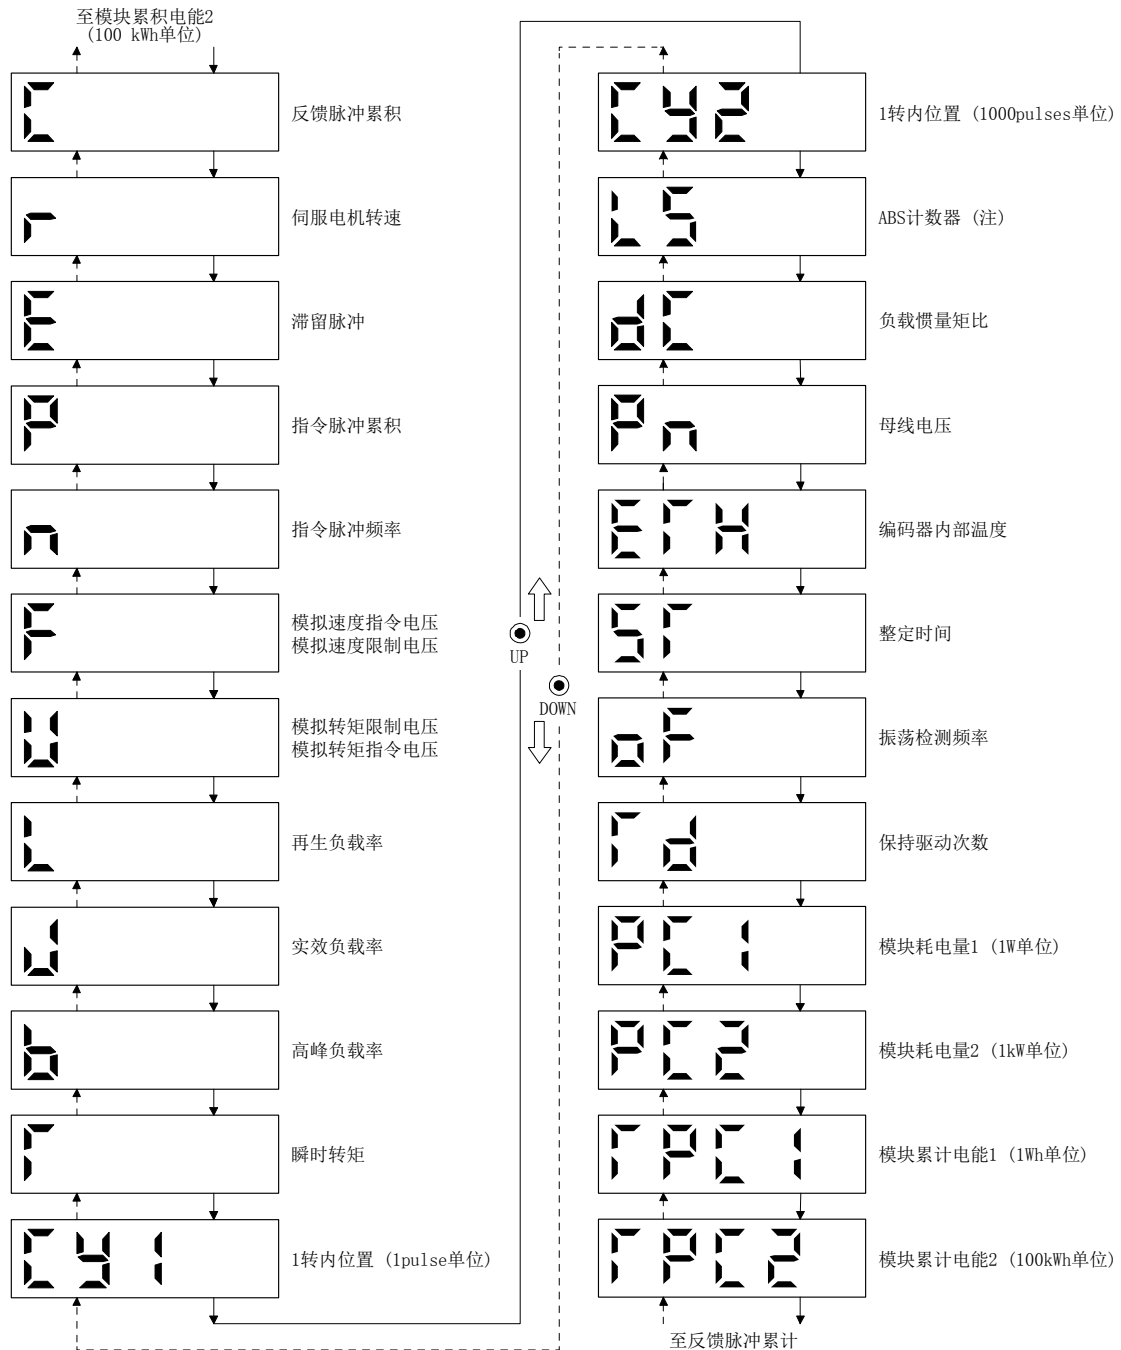 至模块累积电能2
(100 kWh单位)
C
反馈脉冲累积
r
伺服电机转速
E
滞留脉冲
P
指令脉冲累积
n
指令脉冲频率
F
模拟速度指令电压
模拟速度限制电压
U
模拟转矩限制电压
模拟转矩指令电压
L
再生负载率
J
实效负载率
b
高峰负载率
T
瞬时转矩
Cy1
1转内位置 (1pulse单位)
UP
DOWN
Cy2
1转内位置 (1000pulses单位)
LS
ABS计数器 (注)
dC
负载惯量矩比
Pn
母线电压
ETH
编码器内部温度
ST
整定时间
oF
振荡检测频率
Td
保持驱动次数
PC1
模块耗电量1 (1W单位)
PC2
模块耗电量2 (1kW单位)
TPC1
模块累计电能1 (1Wh单位)
TPC2
模块累计电能2 (100kWh单位)
至反馈脉冲累计